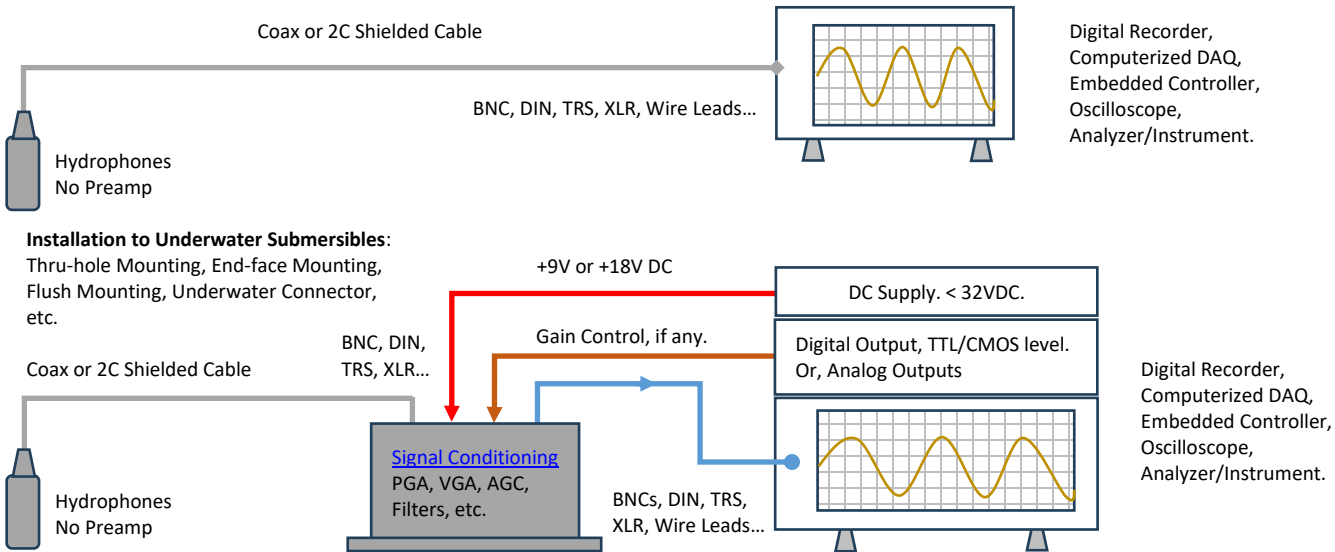 Coax or 2C Shielded Cable
BNC, DIN, TRS, XLR, Wire Leads…
Digital Recorder,
Computerized DAQ,
Embedded Controller,
Oscilloscope,
Analyzer/Instrument.
Hydrophones
No Preamp
Installation to Underwater Submersibles:
Thru-hole Mounting, End-face Mounting,
Flush Mounting, Underwater Connector,
etc.
+9V or +18V DC
DC Supply. < 32VDC.
BNC, DIN,
TRS, XLR…
Gain Control, if any.
Digital Output, TTL/CMOS level.
Or, Analog Outputs
Coax or 2C Shielded Cable
Digital Recorder,
Computerized DAQ,
Embedded Controller,
Oscilloscope,
Analyzer/Instrument.
Signal Conditioning
PGA, VGA, AGC,
Filters, etc.
Hydrophones
No Preamp
BNCs, DIN, TRS,
XLR, Wire Leads…